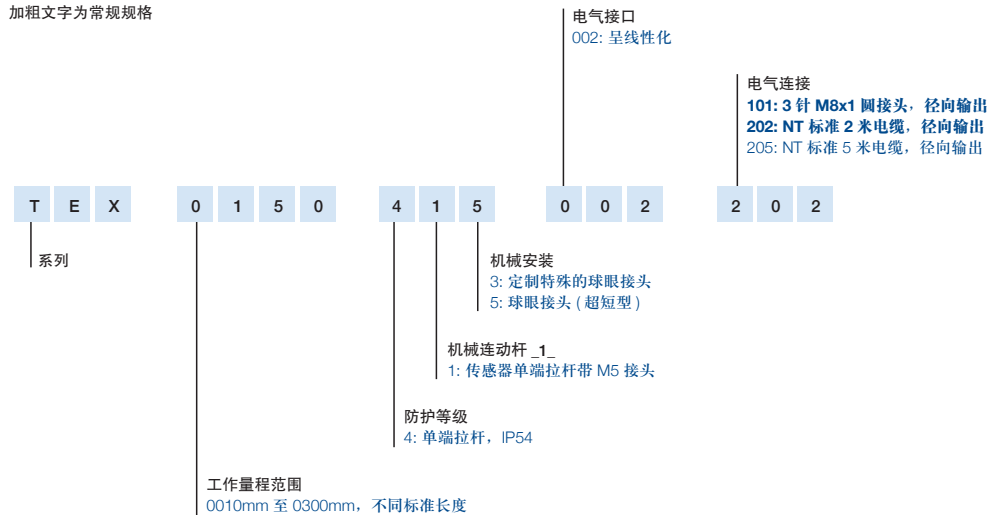 加粗文字为常规规格
电气接口
002: 呈线性化
电气连接
101: 3 针 M8x1 圆接头，径向输出
202: NT 标准 2 米电缆，径向输出
205: NT 标准 5 米电缆，径向输出
T E X 0 1 5 0 4 1 5 0 0 2 2 0 2
系列
机械安装
3: 定制特殊的球眼接头
5: 球眼接头 ( 超短型 )
机械连动杆 _1_
1: 传感器单端拉杆带 M5 接头
防护等级
4: 单端拉杆，IP54
工作量程范围
0010mm 至 0300mm，不同标准长度